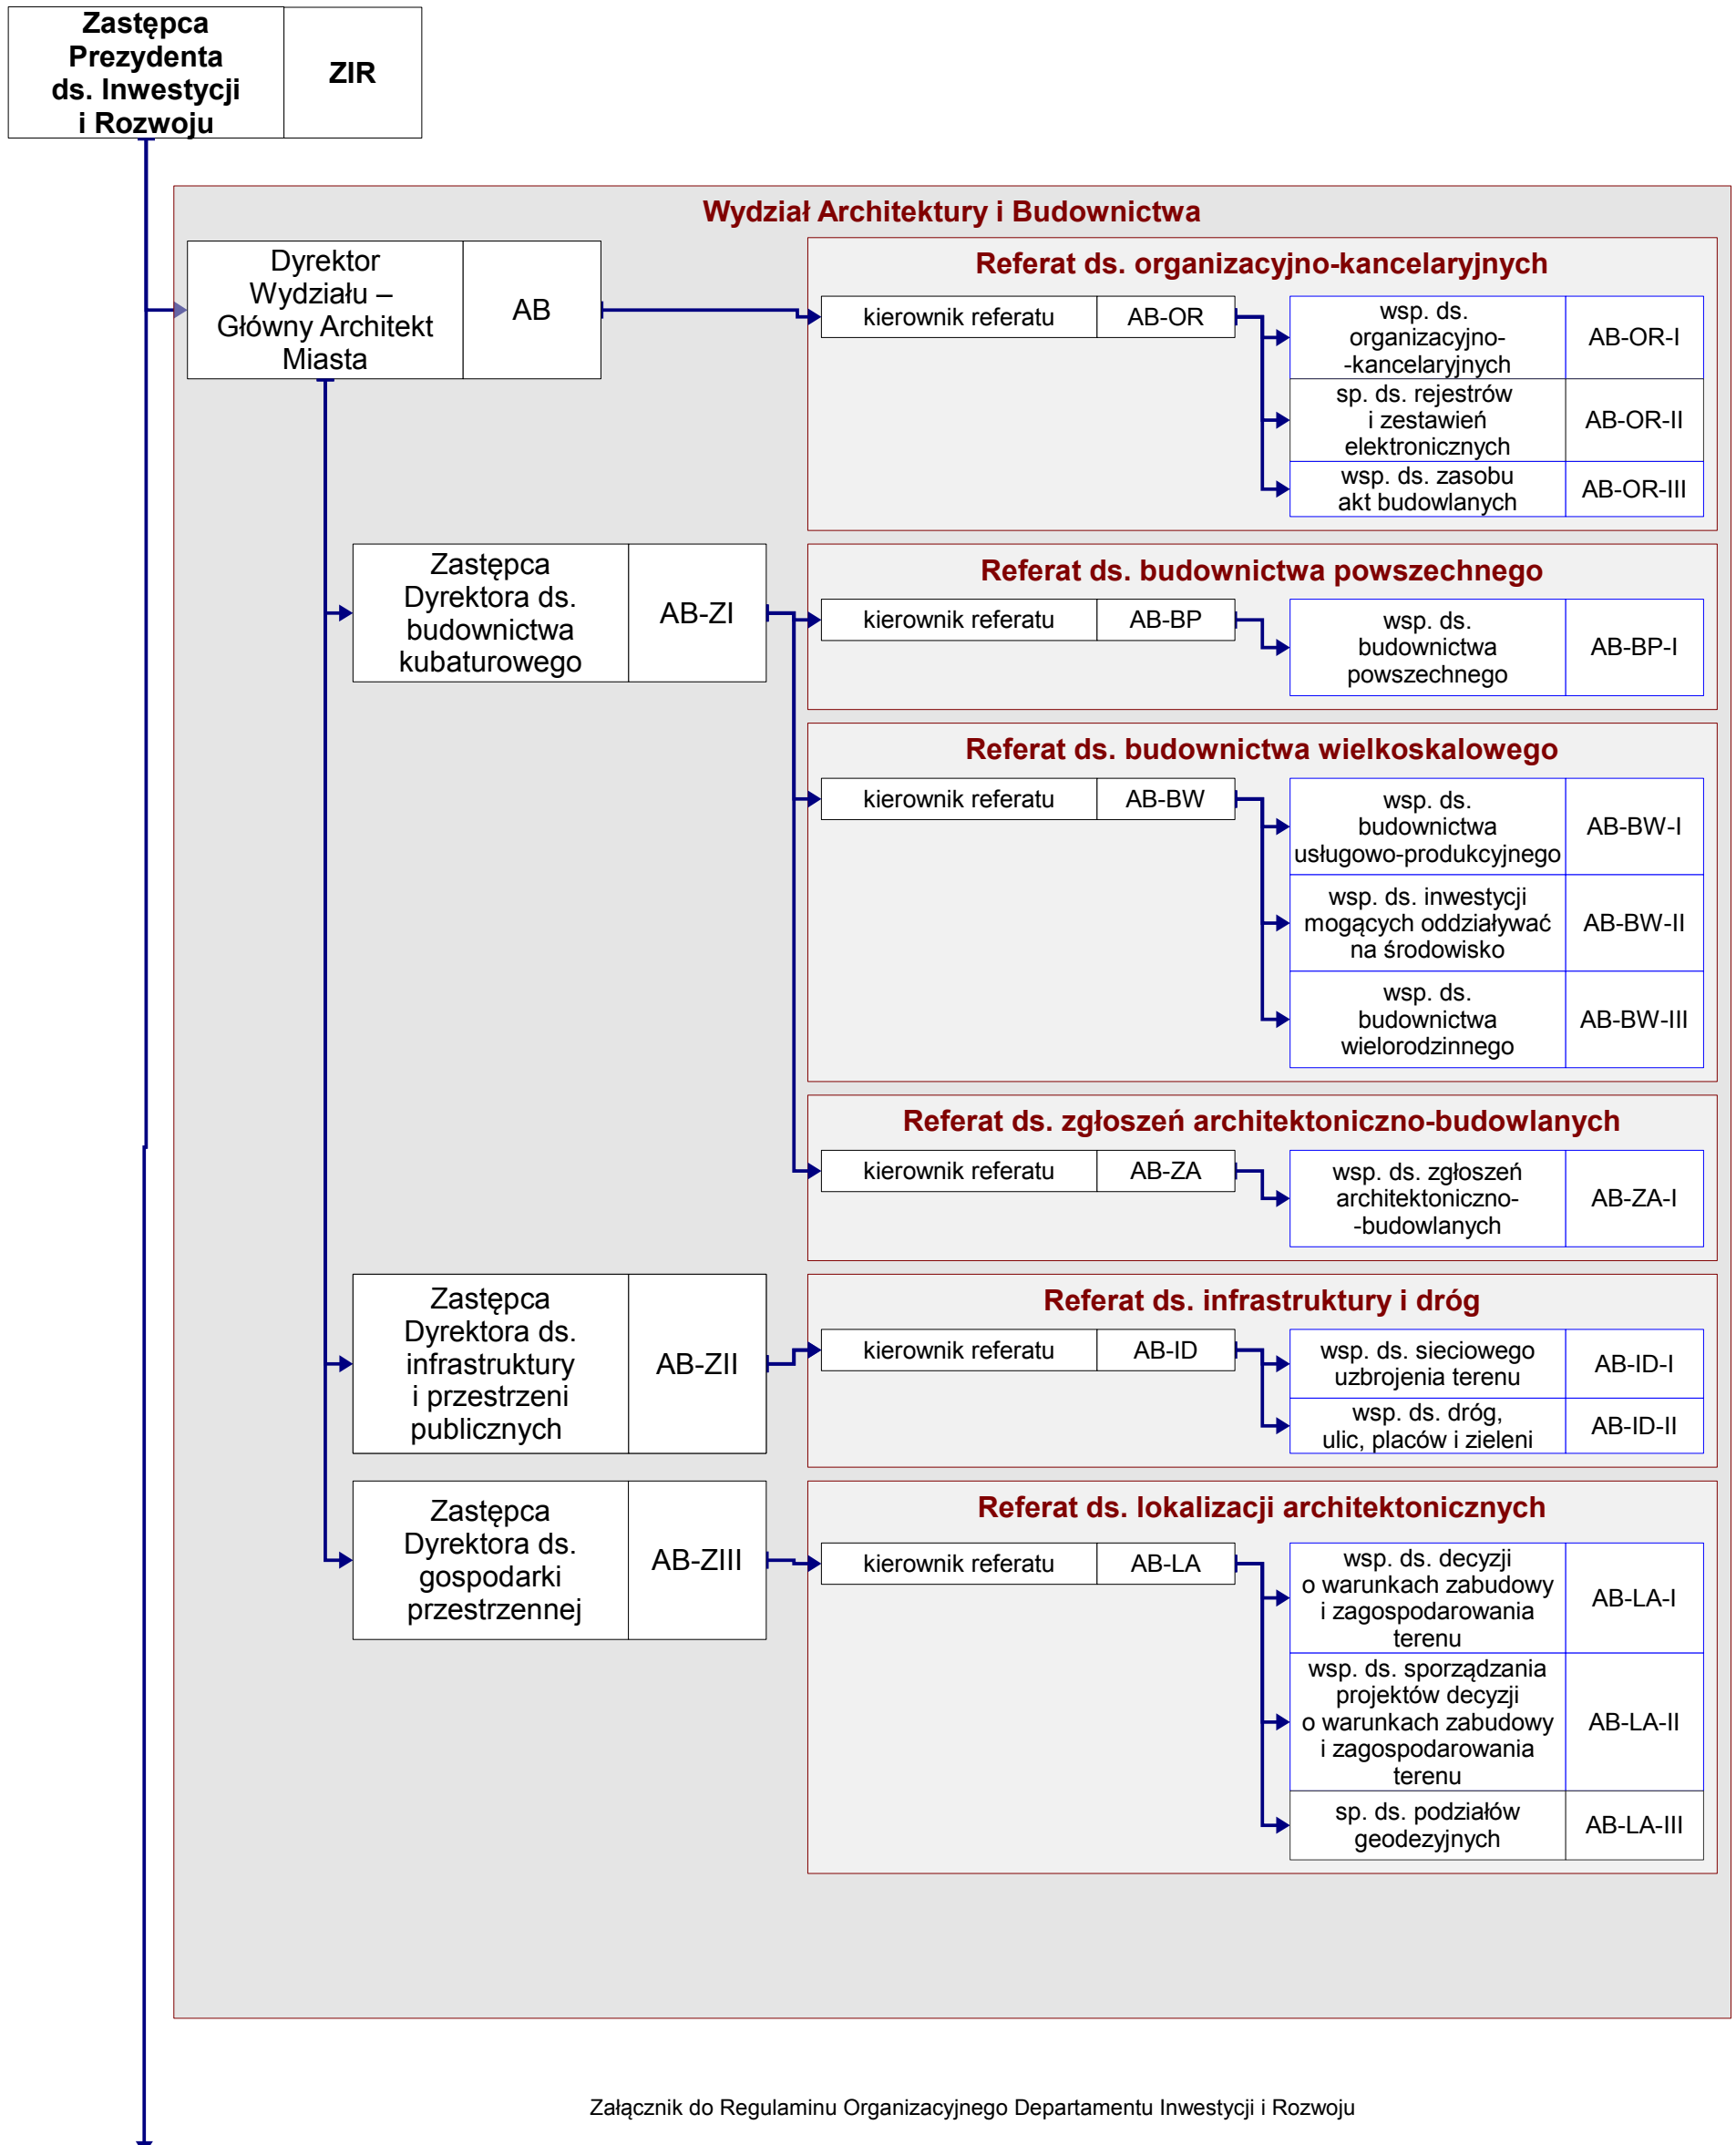 Zastępca
Prezydenta
ds. Inwestycji
i Rozwoju
ZIR
Wydział Architektury i Budownictwa
Dyrektor
Wydziału –
Główny Architekt
Miasta
AB
Referat ds. organizacyjno-kancelaryjnych
kierownik referatu
AB-OR
wsp. ds.
organizacyjno-
-kancelaryjnych
AB-OR-I
sp. ds. rejestrów
i zestawień
elektronicznych
AB-OR-II
wsp. ds. zasobu
akt budowlanych
AB-OR-III
Zastępca
Dyrektora ds.
budownictwa
kubaturowego
AB-ZI
Referat ds. budownictwa powszechnego
kierownik referatu
AB-BP
wsp. ds.
budownictwa
powszechnego
AB-BP-I
Referat ds. budownictwa wielkoskalowego
kierownik referatu
AB-BW
wsp. ds.
budownictwa
usługowo-produkcyjnego
AB-BW-I
wsp. ds. inwestycji
mogących oddziaływać
na środowisko
AB-BW-II
wsp. ds.
budownictwa
wielorodzinnego
AB-BW-III
Referat ds. zgłoszeń architektoniczno-budowlanych
kierownik referatu
AB-ZA
wsp. ds. zgłoszeń
architektoniczno-
-budowlanych
AB-ZA-I
Zastępca
Dyrektora ds.
infrastruktury
i przestrzeni
publicznych
AB-ZII
Referat ds. infrastruktury i dróg
kierownik referatu
AB-ID
wsp. ds. sieciowego
uzbrojenia terenu
AB-ID-I
wsp. ds. dróg,
ulic, placów i zieleni
AB-ID-II
Zastępca
Dyrektora ds.
gospodarki
przestrzennej
AB-ZIII
Referat ds. lokalizacji architektonicznych
kierownik referatu
AB-LA
wsp. ds. decyzji
o warunkach zabudowy
i zagospodarowania
terenu
AB-LA-I
wsp. ds. sporządzania
projektów decyzji
o warunkach zabudowy
i zagospodarowania
terenu
AB-LA-II
sp. ds. podziałów
geodezyjnych
AB-LA-III
Załącznik do Regulaminu Organizacyjnego Departamentu Inwestycji i Rozwoju